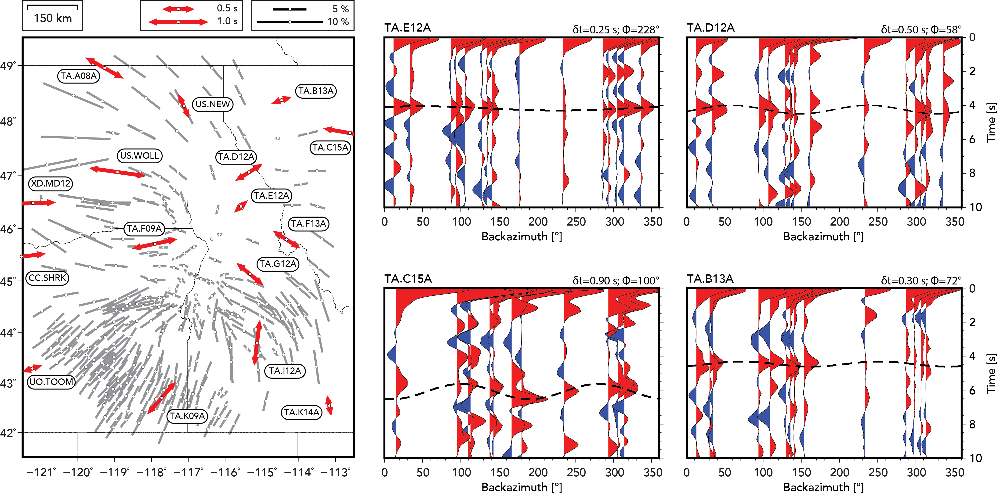 150 km
0.5 s
1.0 s
5 %
10 %
49°
48°
47°
46°
45°
44°
43°
42°
−121° −120° −119° −118° −117° −116° −115° −114° −113°
TA.A08A
TA.B13A
US.NEW
TA.C15A
US.WOLL
TA.D12A
XD.MD12
TA.E12A
TA.F09A
TA.F13A
TA.G12A
CC.SHRK
TA.I12A
UO.TOOM
TA.K09A
TA.K14A
TA.E12A δt=0.25 s; Φ=228°
0 50 100 150 200 250 300 350
Backazimuth [°]
TA.D12A δt=0.50 s; Φ=58°
0
2
4
6
8
10
Time [s]
0 50 100 150 200 250 300 350
Backazimuth [°]
TA.C15A δt=0.90 s; Φ=100°
0 50 100 150 200 250 300 350
Backazimuth [°]
TA.B13A δt=0.30 s; Φ=72°
0
2
4
6
8
10
Time [s]
0 50 100 150 200 250 300 350
Backazimuth [°]